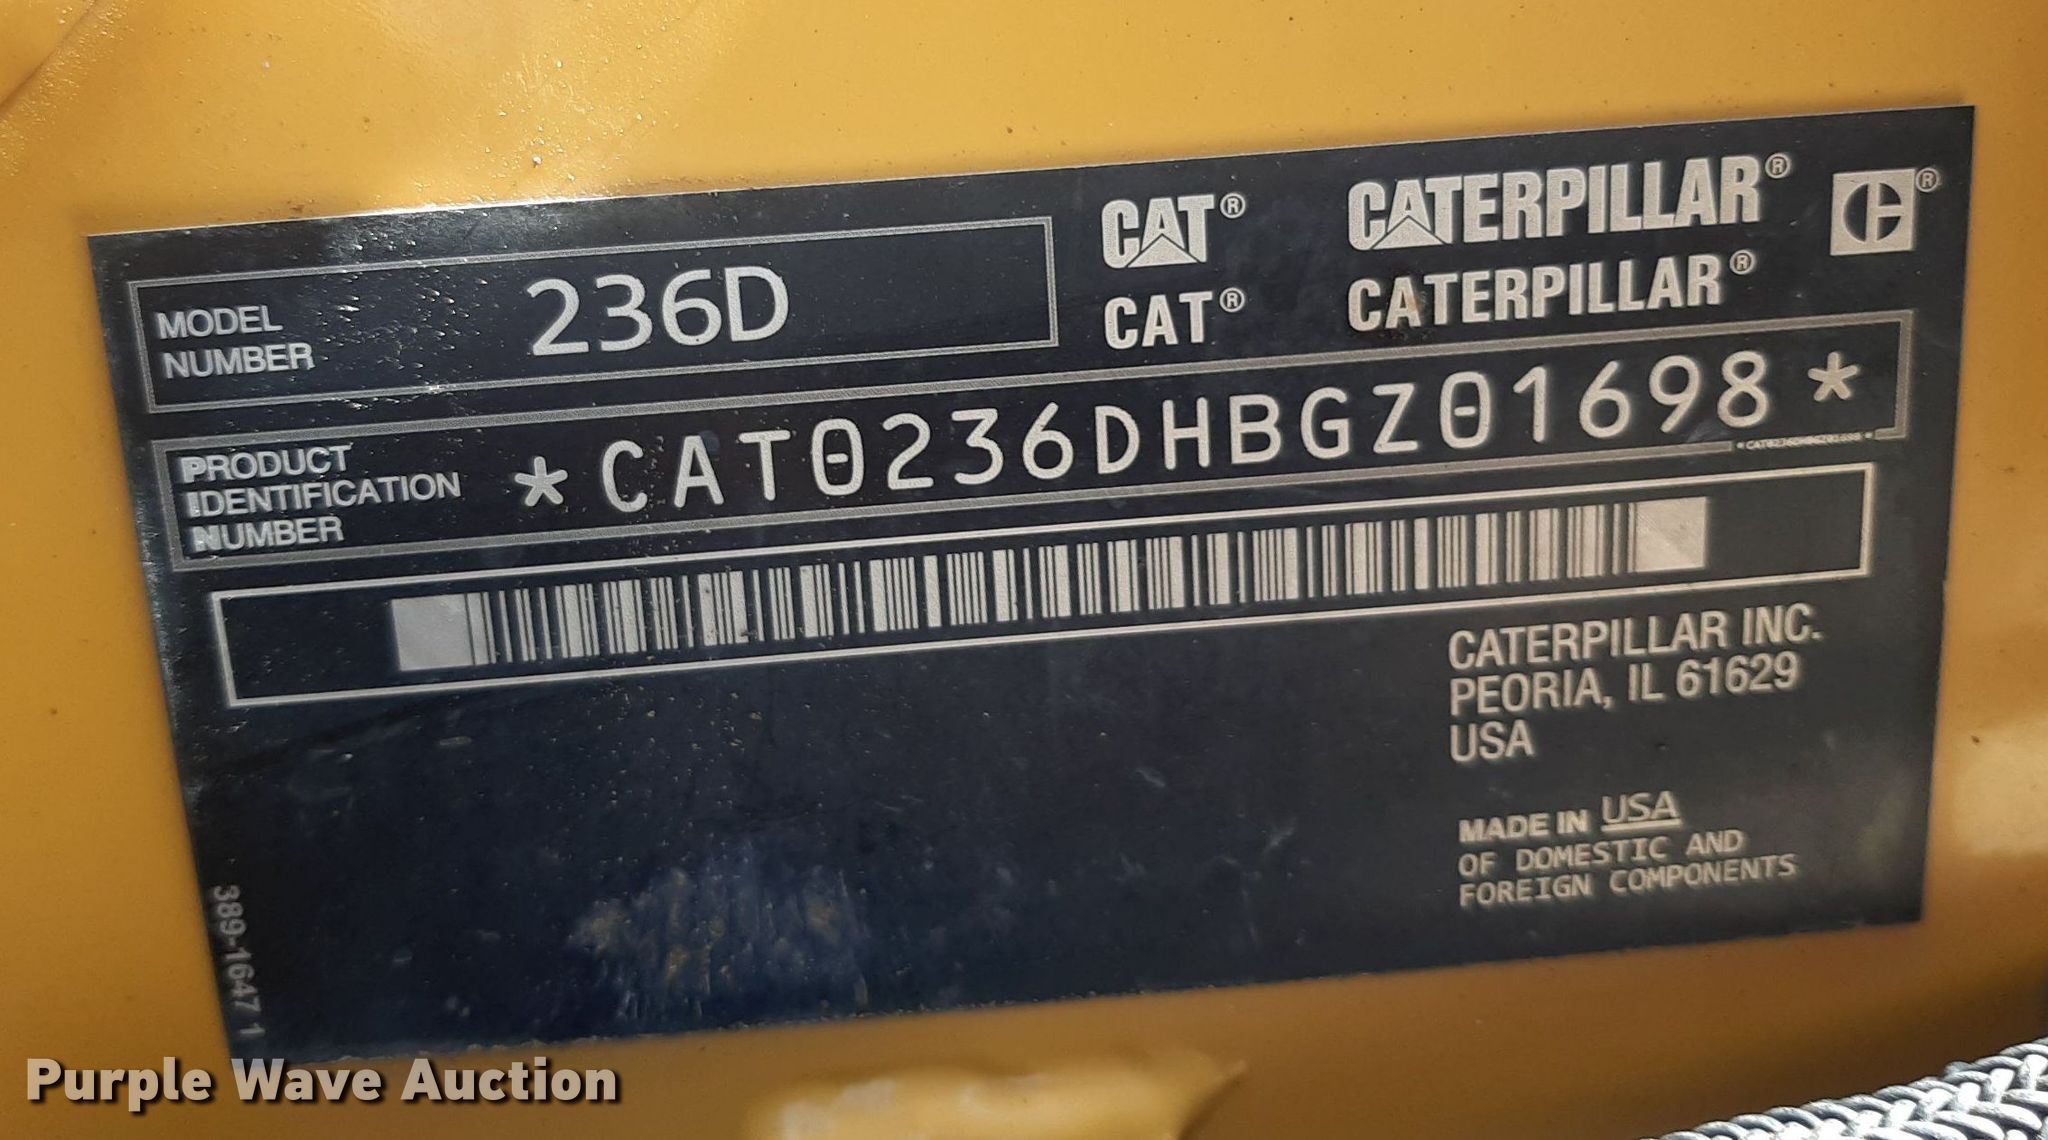 MODEL
NUMBER
236D
CAT® CATERPILLAR® ®
CAT® CATERPILLAR®
PRODUCT
IDENTIFICATION
NUMBER
*CAT0236DHBGZ01698*
*CAT0236DHBGZ01698*
CATERPILLAR INC.
PEORIA, IL 61629
USA
MADE IN USA
OF DOMESTIC AND
FOREIGN COMPONENTS
389-1647 1
Purple Wave Auction